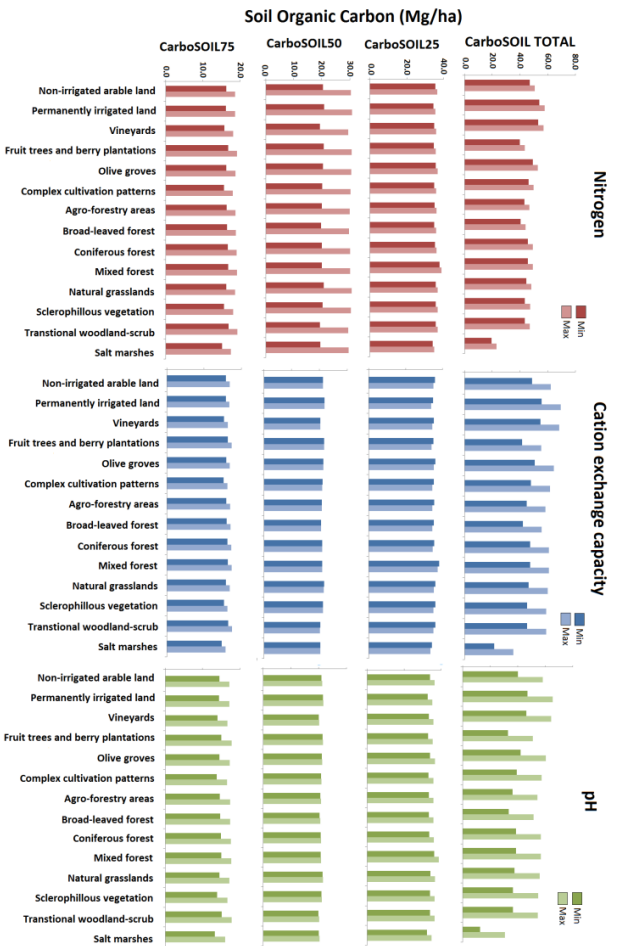 Soil Organic Carbon (Mg/ha)
CarboSOIL75
CarboSOIL50
CarboSOIL25
CarboSOIL TOTAL
0.0
10.0
20.0
0.0
10.0
20.0
30.0
0.0
20.0
40.0
0.0
20.0
40.0
60.0
80.0
Non-irrigated arable land
Permanently irrigated land
Vineyards
Fruit trees and berry plantations
Olive groves
Complex cultivation patterns
Agro-forestry areas
Broad-leaved forest
Coniferous forest
Mixed forest
Natural grasslands
Sclerophillous vegetation
Transtional woodland-scrub
Salt marshes
Nitrogen
Min
Max
Non-irrigated arable land
Permanently irrigated land
Vineyards
Fruit trees and berry plantations
Olive groves
Complex cultivation patterns
Agro-forestry areas
Broad-leaved forest
Coniferous forest
Mixed forest
Natural grasslands
Sclerophillous vegetation
Transtional woodland-scrub
Salt marshes
Cation exchange capacity
Min
Max
Non-irrigated arable land
Permanently irrigated land
Vineyards
Fruit trees and berry plantations
Olive groves
Complex cultivation patterns
Agro-forestry areas
Broad-leaved forest
Coniferous forest
Mixed forest
Natural grasslands
Sclerophillous vegetation
Transtional woodland-scrub
Salt marshes
pH
Min
Max